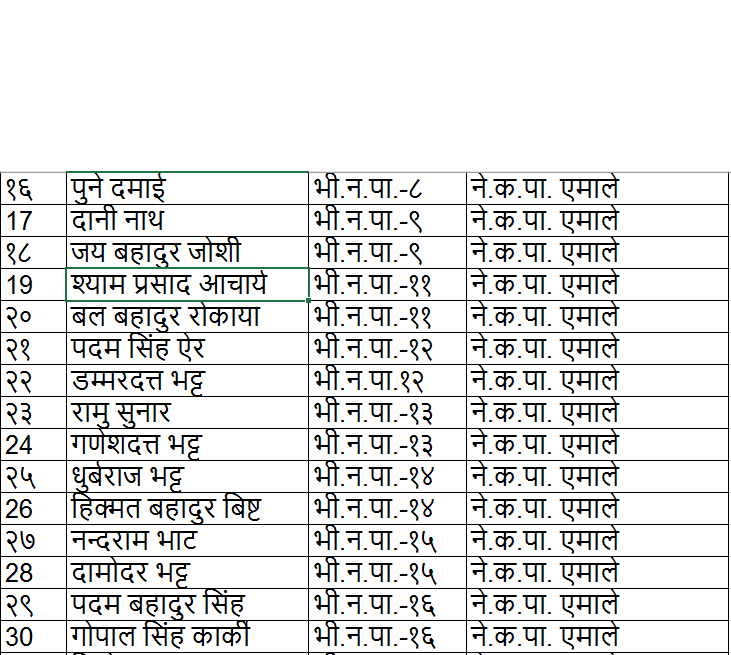 १६ पुने दमाई भी.न.पा.-८ ने.क.पा. एमाले
17 दानी नाथ भी.न.पा.-९ ने.क.पा. एमाले
१८ जय बहादुर जोशी भी.न.पा.-९ ने.क.पा. एमाले
19 श्याम प्रसाद आचार्य भी.न.पा.-११ ने.क.पा. एमाले
२० बल बहादुर रोकाया भी.न.पा.-११ ने.क.पा. एमाले
२१ पदम सिंह ऐर भी.न.पा.-१२ ने.क.पा. एमाले
२२ डम्मरदत्त भट्ट भी.न.पा.१२ ने.क.पा. एमाले
२३ रामु सुनार भी.न.पा.-१३ ने.क.पा. एमाले
24 गणेशदत्त भट्ट भी.न.पा.-१३ ने.क.पा. एमाले
२५ धुर्बराज भट्ट भी.न.पा.-१४ ने.क.पा. एमाले
26 हिक्मत बहादुर बिष्ट भी.न.पा.-१४ ने.क.पा. एमाले
२७ नन्दराम भाट भी.न.पा.-१५ ने.क.पा. एमाले
28 दामोदर भट्ट भी.न.पा.-१५ ने.क.पा. एमाले
२९ पदम बहादुर सिंह भी.न.पा.-१६ ने.क.पा. एमाले
30 गोपाल सिंह कार्की भी.न.पा.-१६ ने.क.पा. एमाले